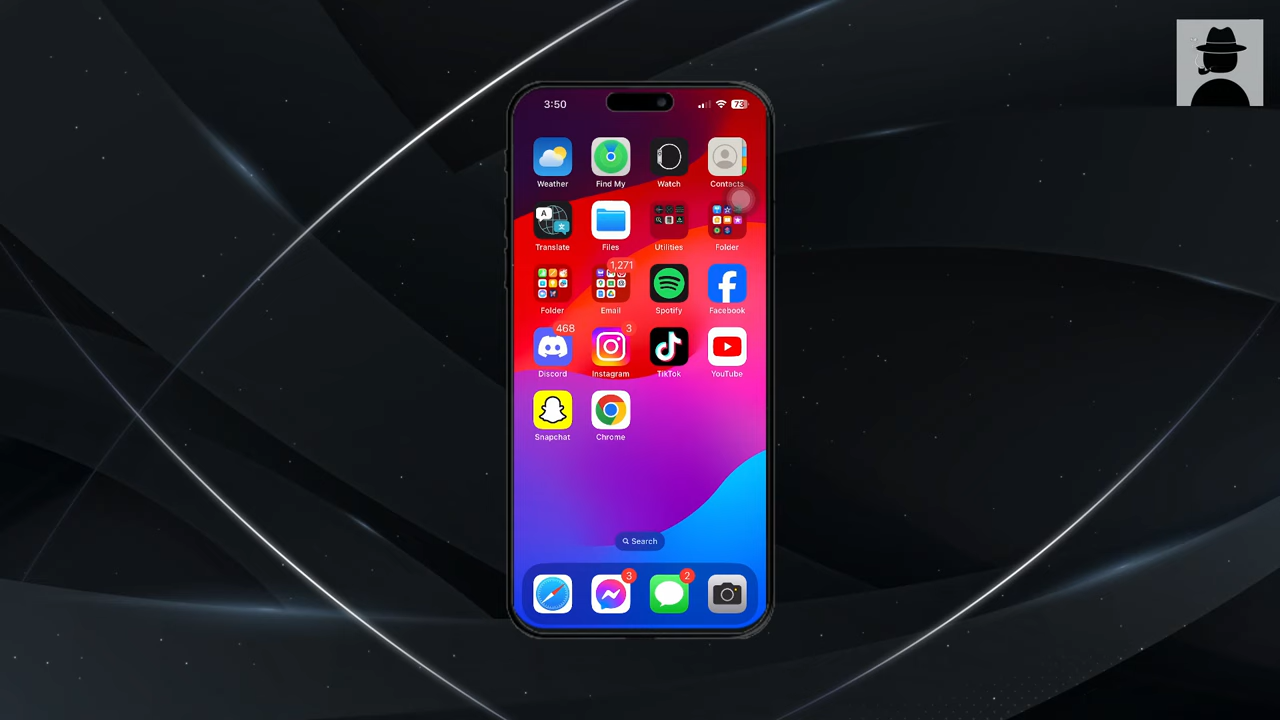 3:50
73
Weather Find My Watch Contacts
A
Translate Files Utilities Folder
1,271
Folder Email Spotify Facebook
468 3
Discord Instagram TikTok YouTube
Snapchat Chrome
Search
3 2